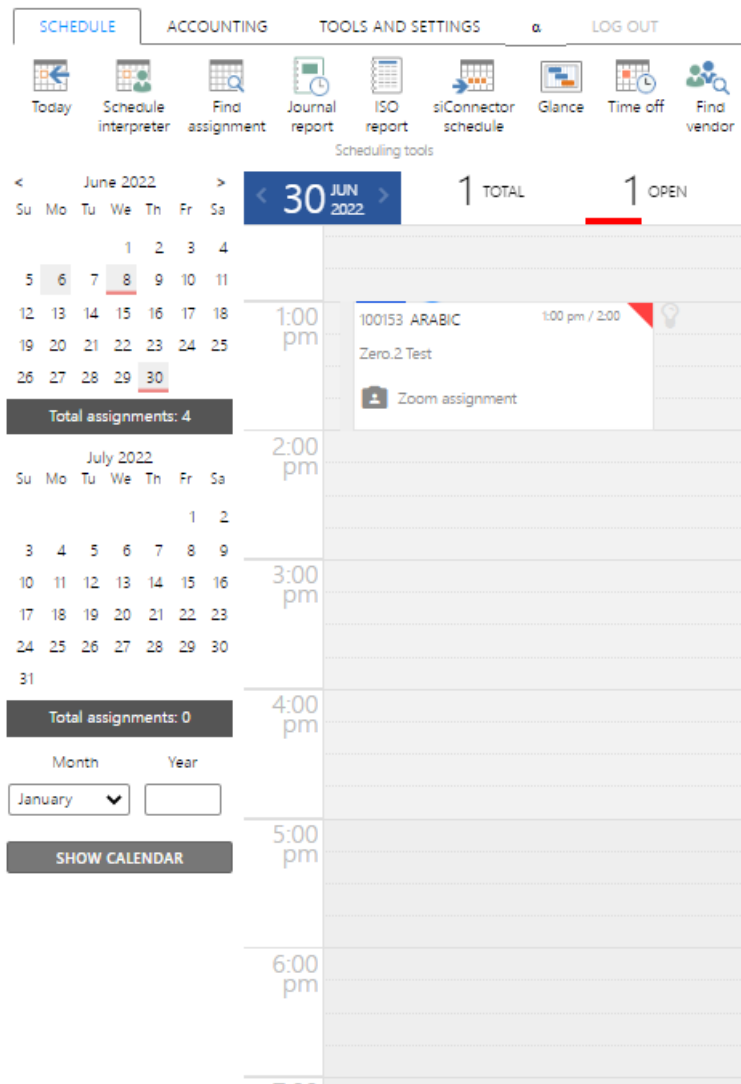 SCHEDULE ACCOUNTING TOOLS AND SETTINGS α LOG OUT
Today Schedule interpreter Find assignment Journal report ISO report siConnector schedule Glance Time off Find vendor
Scheduling tools
< June 2022 >
Su Mo Tu We Th Fr Sa
1 2 3 4
5 6 7 8 9 10 11
12 13 14 15 16 17 18
19 20 21 22 23 24 25
26 27 28 29 30
Total assignments: 4
July 2022
Su Mo Tu We Th Fr Sa
1 2
3 4 5 6 7 8 9
10 11 12 13 14 15 16
17 18 19 20 21 22 23
24 25 26 27 28 29 30
31
Total assignments: 0
Month Year
January
SHOW CALENDAR
< 30 JUN 2022 >
1 TOTAL
1 OPEN
1:00 pm
100153 ARABIC 1:00 pm / 2:00
Zero.2 Test
Zoom assignment
2:00 pm
3:00 pm
4:00 pm
5:00 pm
6:00 pm